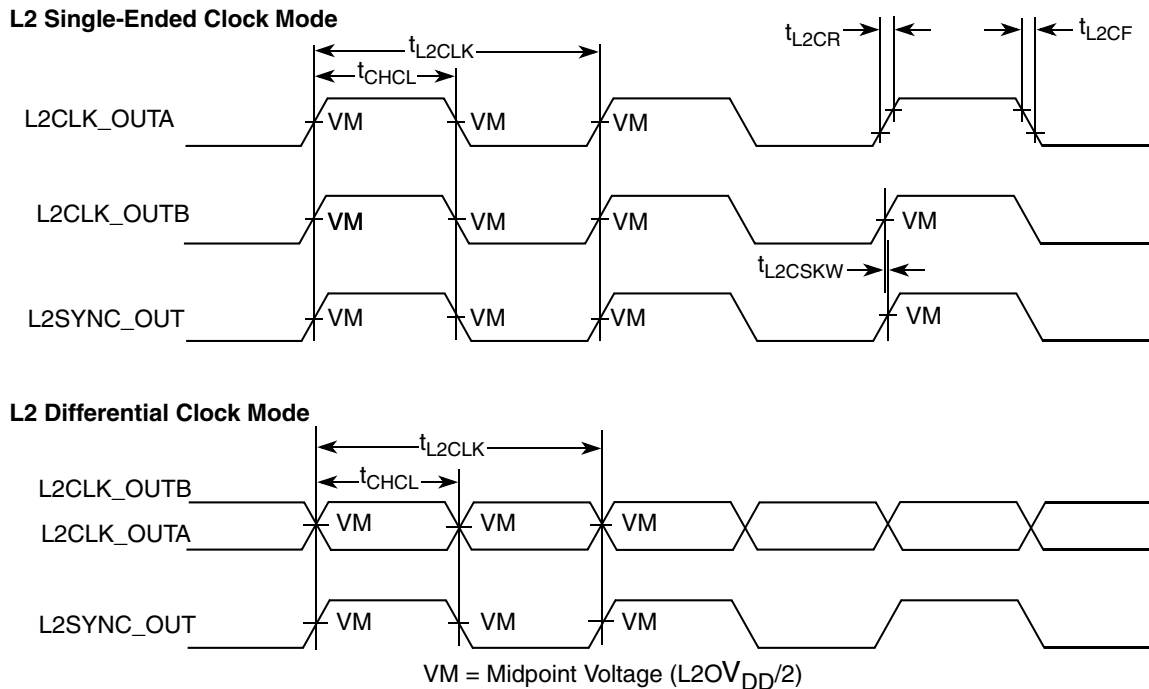 L2 Single-Ended Clock Mode
tL2CR
tL2CF
tL2CLK
tCHCL
L2CLK_OUTA
VM
VM
VM
L2CLK_OUTB
VM
VM
VM
VM
tL2CSKW
L2SYNC_OUT
VM
VM
VM
VM
L2 Differential Clock Mode
tL2CLK
tCHCL
L2CLK_OUTB
L2CLK_OUTA
VM
VM
VM
L2SYNC_OUT
VM
VM
VM
VM = Midpoint Voltage (L2OVDD/2)